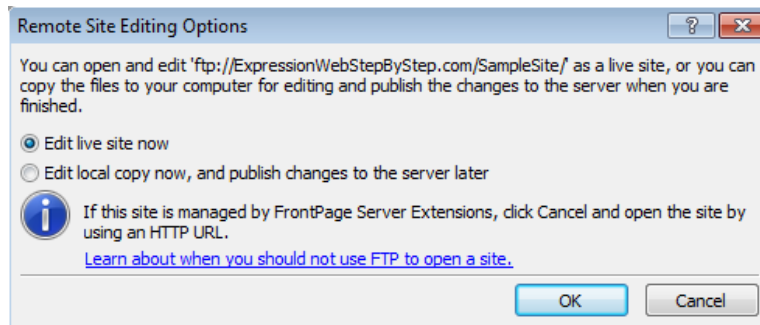 Remote Site Editing Options
You can open and edit 'ftp://ExpressionWebStepByStep.com/SampleSite/' as a live site, or you can
copy the files to your computer for editing and publish the changes to the server when you are
finished.
Edit live site now
Edit local copy now, and publish changes to the server later
If this site is managed by FrontPage Server Extensions, click Cancel and open the site by
using an HTTP URL.
Learn about when you should not use FTP to open a site.
OK Cancel